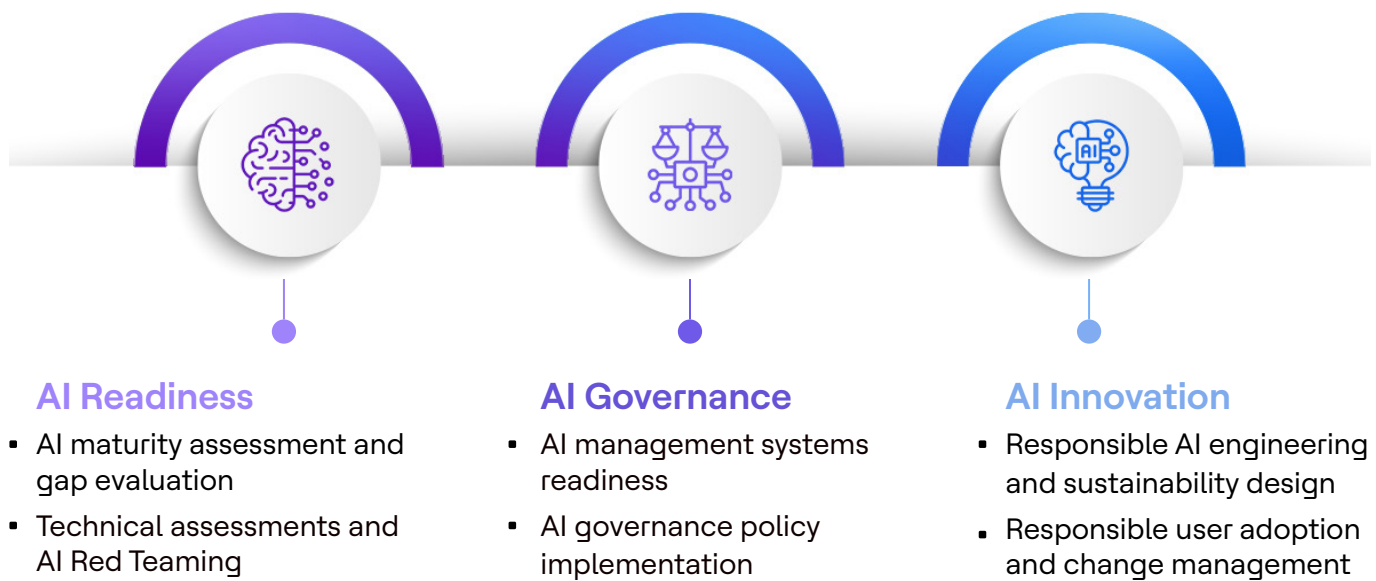 AI
AI Readiness
▪ AI maturity assessment and
gap evaluation
▪ Technical assessments and
AI Red Teaming
AI Governance
▪ AI management systems
readiness
▪ AI governance policy
implementation
AI Innovation
▪ Responsible AI engineering
and sustainability design
▪ Responsible user adoption
and change management